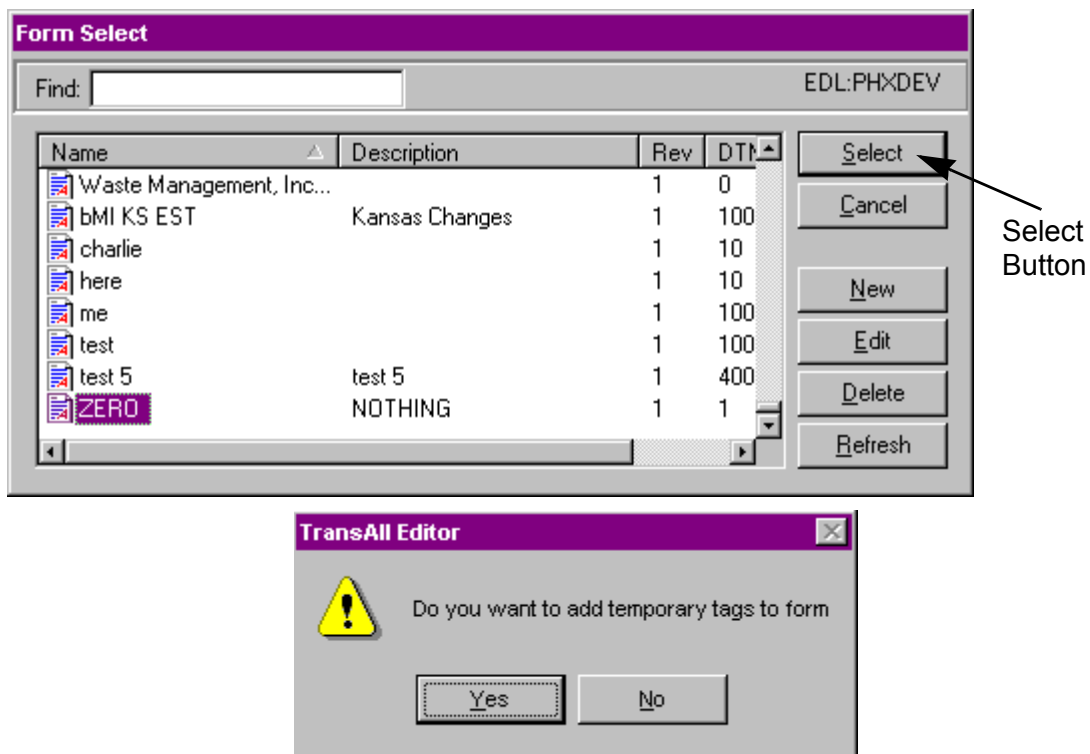 Form Select
Find: EDL:PHXDEV
Name Description Rev DTN
Waste Management, Inc... 1 0
bMI KS EST Kansas Changes 1 100
charlie 1 10
here 1 10
me 1 100
test 1 100
test 5 test 5 1 400
ZERO NOTHING 1 1
Select
Cancel
New
Edit
Delete
Refresh
Select
Button
TransAll Editor
Do you want to add temporary tags to form
Yes No